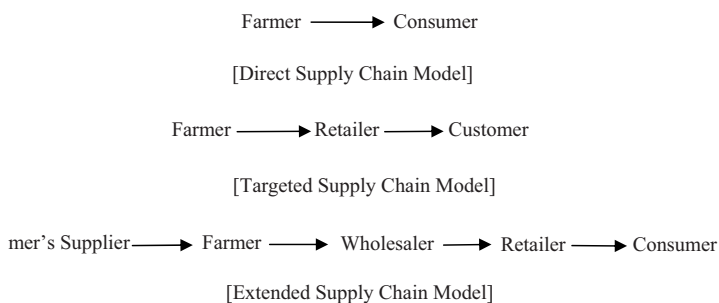 Farmer Consumer
[Direct Supply Chain Model]
Farmer Retailer Customer
[Targeted Supply Chain Model]
mer’s Supplier Farmer Wholesaler Retailer Consumer
[Extended Supply Chain Model]